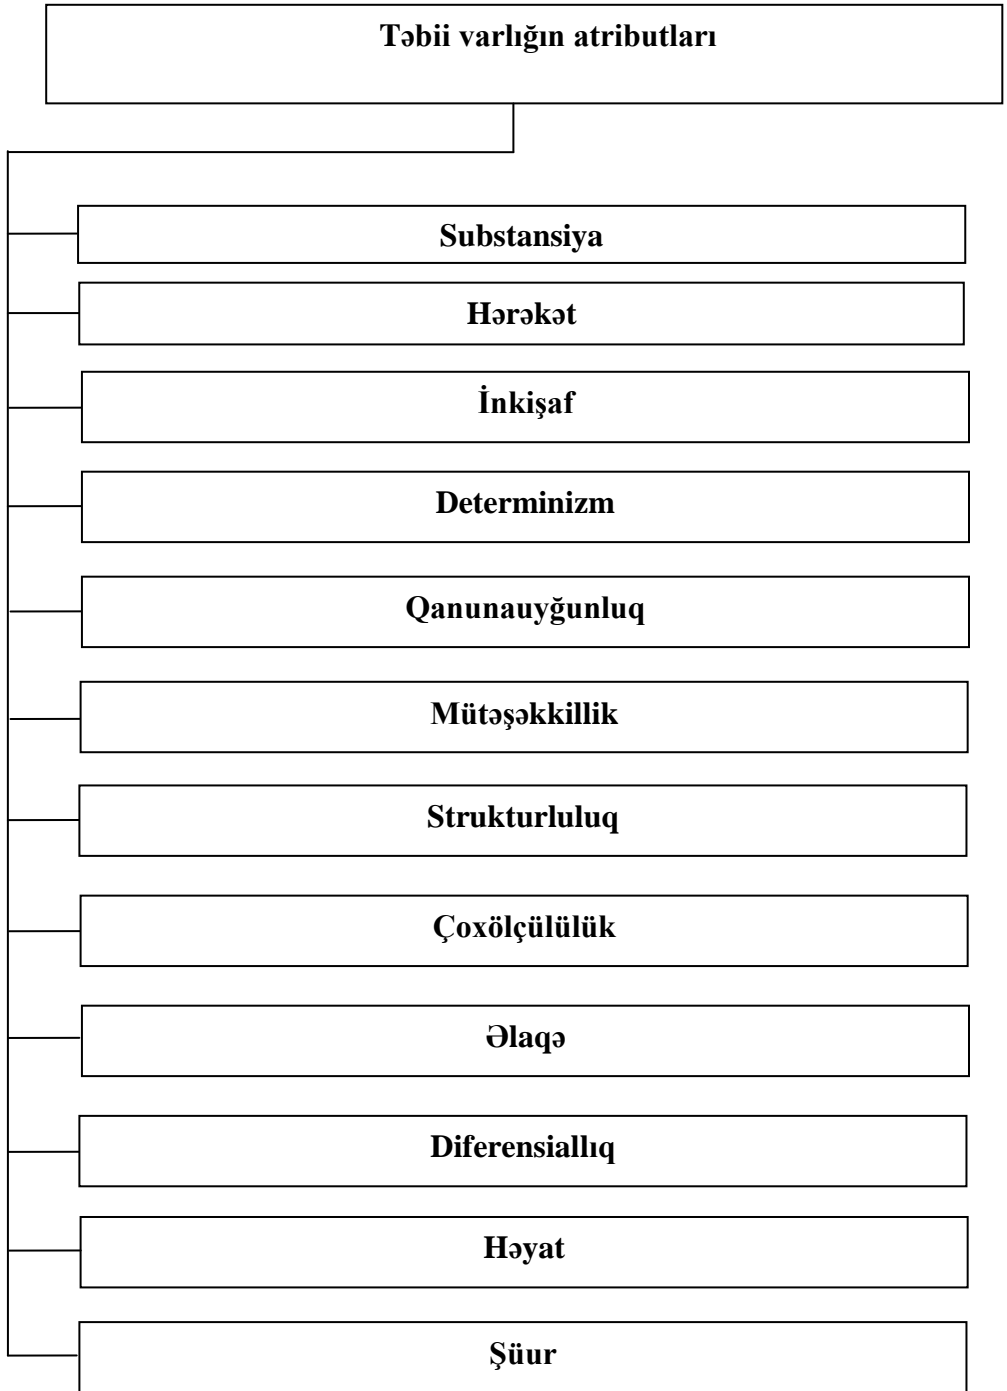 Təbii varlığın atributları
Substansiya
Hərəkət
İnkişaf
Determinizm
Qanunauyğunluq
Mütəşəkkillik
Strukturluluq
Çoxölçülülük
Əlaqə
Diferensiallıq
Həyat
Şüur